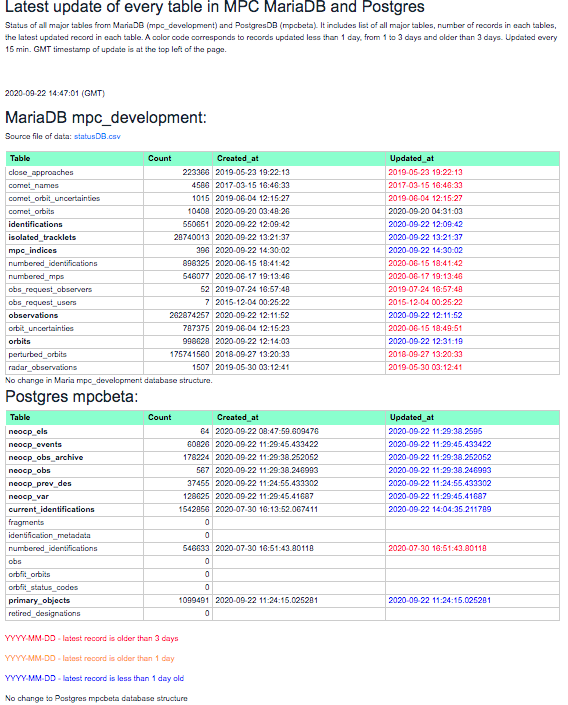 Latest update of every table in MPC MariaDB and Postgres
Status of all major tables from MariaDB (mpc_development) and PostgresDB (mpcbeta). It includes list of all major tables, number of records in each tables,
the latest updated record in each table. A color code corresponds to records updated less than 1 day, from 1 to 3 days and older than 3 days. Updated every
15 min. GMT timestamp of update is at the top left of the page.
2020-09-22 14:47:01 (GMT)
MariaDB mpc_development:
Source file of data: statusDB.csv
Table Count Created_at Updated_at
close_approaches 223366 2019-05-23 19:22:13 2019-05-23 19:22:13
comet_names 4586 2017-03-15 16:46:33 2017-03-15 16:46:33
comet_orbit_uncertainties 1015 2019-06-04 12:15:27 2019-06-04 12:15:27
comet_orbits 10408 2020-09-20 03:48:26 2020-09-20 04:31:03
identifications 550651 2020-09-22 12:09:42 2020-09-22 12:09:42
isolated_tracklets 28740013 2020-09-22 13:21:37 2020-09-22 13:21:37
mpc_indices 396 2020-09-22 14:30:02 2020-09-22 14:30:02
numbered_identifications 898325 2020-06-15 18:41:42 2020-06-15 18:41:42
numbered_mps 546077 2020-06-17 19:13:46 2020-06-17 19:13:46
obs_request_observers 52 2019-07-24 16:57:48 2019-07-24 16:57:48
obs_request_users 7 2015-12-04 00:25:22 2015-12-04 00:25:22
observations 262874257 2020-09-22 12:11:52 2020-09-22 12:11:52
orbit_uncertainties 787375 2019-06-04 12:15:23 2020-06-15 18:49:51
orbits 998628 2020-09-22 12:14:03 2020-09-22 12:31:19
perturbed_orbits 175741560 2018-09-27 13:20:33 2018-09-27 13:20:33
radar_observations 1507 2019-05-30 03:12:41 2019-05-30 03:12:41
No change in Maria mpc_development database structure.
Postgres mpcbeta:
Table Count Created_at Updated_at
neocp_els 64 2020-09-22 08:47:59.609476 2020-09-22 11:29:38.2595
neocp_events 60826 2020-09-22 11:29:45.433422 2020-09-22 11:29:45.433422
neocp_obs_archive 178224 2020-09-22 11:29:38.252052 2020-09-22 11:29:38.252052
neocp_obs 567 2020-09-22 11:29:38.246993 2020-09-22 11:29:38.246993
neocp_prev_des 37455 2020-09-22 11:24:55.433302 2020-09-22 11:24:55.433302
neocp_var 128625 2020-09-22 11:29:45.41687 2020-09-22 11:29:45.41687
current_identifications 1542856 2020-07-30 16:13:52.067411 2020-09-22 14:04:35.211789
fragments 0
identification_metadata 0
numbered_identifications 546633 2020-07-30 16:51:43.80118 2020-07-30 16:51:43.80118
obs 0
orbfit_orbits 0
orbfit_status_codes 0
primary_objects 1099491 2020-09-22 11:24:15.025281 2020-09-22 11:24:15.025281
retired_designations 0
YYYY-MM-DD - latest record is older than 3 days
YYYY-MM-DD - latest record is older than 1 day
YYYY-MM-DD - latest record is less than 1 day old
No change to Postgres mpcbeta database structure